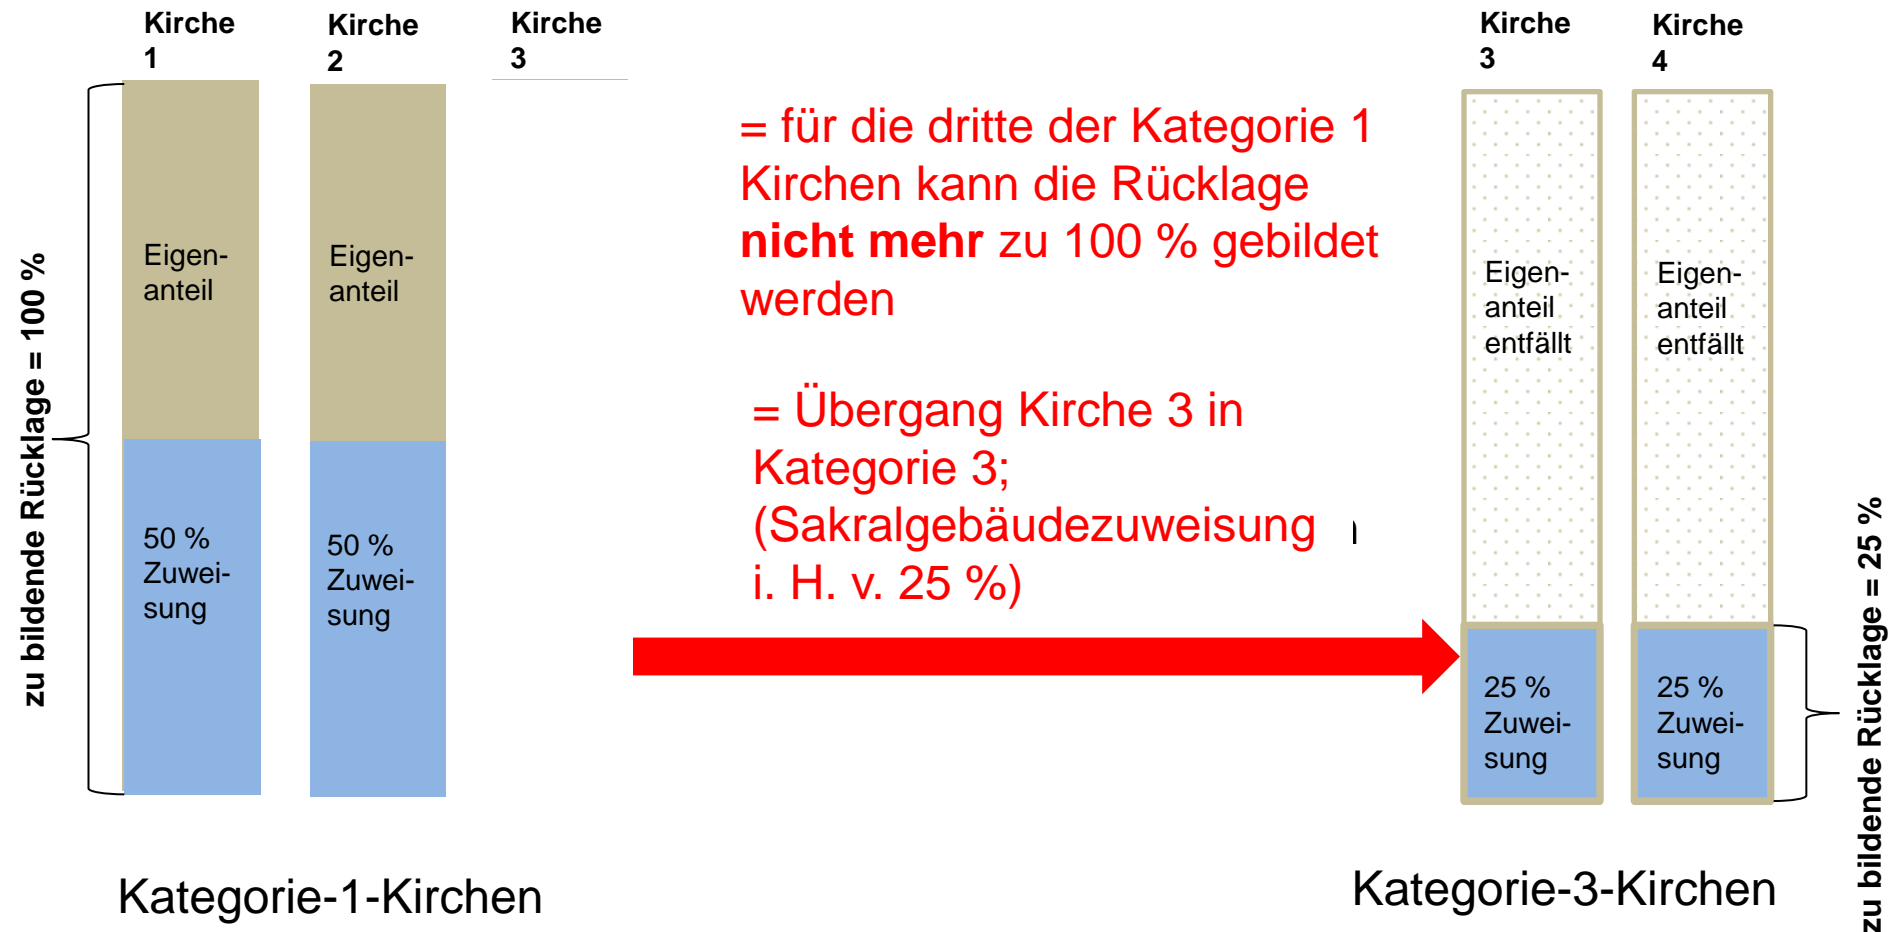 Kirche
1
Kirche
2
Kirche
3
zu bildende Rücklage = 100 %
Eigen-
anteil
50 %
Zuwei-
sung
Eigen-
anteil
50 %
Zuwei-
sung
Kategorie-1-Kirchen
= für die dritte der Kategorie 1
Kirchen kann die Rücklage
nicht mehr zu 100 % gebildet
werden
= Übergang Kirche 3 in
Kategorie 3;
(Sakralgebäudezuweisung
i. H. v. 25 %)
Kirche
3
Kirche
4
Eigen-
anteil
entfällt
25 %
Zuwei-
sung
Eigen-
anteil
entfällt
25 %
Zuwei-
sung
zu bildende Rücklage = 25 %
Kategorie-3-Kirchen